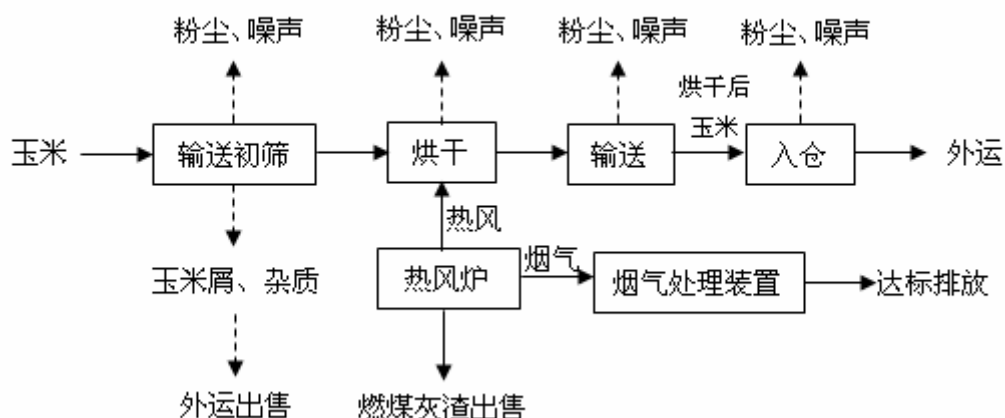 粉尘、噪声
粉尘、噪声
粉尘、噪声
粉尘、噪声
烘干后
玉米
玉米
输送初筛
烘干
输送
入仓
外运
热风
烟气
玉米屑、杂质
热风炉
烟气处理装置
达标排放
外运出售
燃煤灰渣出售